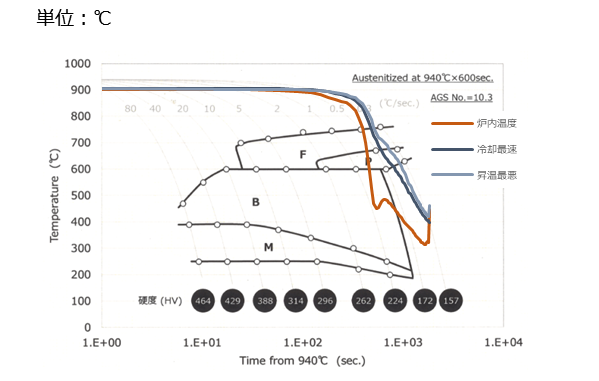 単位：℃
Austenitized at 940℃×600sec.
AGS No.=10.3
80 40 20 10 5 2 1 0.5
(℃/sec.)
炉内温度
冷却最速
昇温最悪
F
P
B
M
硬度 (HV)
464 429 388 314 296 262 224 172 157
Temperature (℃)
1000
900
800
700
600
500
400
300
200
100
0
1.E+00 1.E+01 1.E+02 1.E+03 1.E+04
Time from 940℃ (sec.)